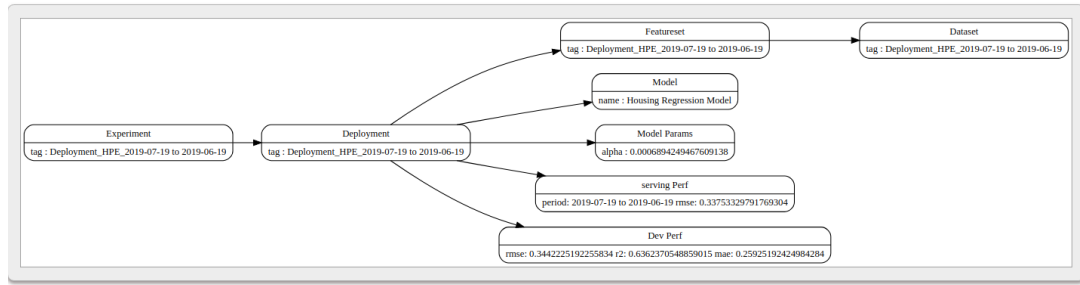 Featureset
tag : Deployment_HPE_2019-07-19 to 2019-06-19
Dataset
tag : Deployment_HPE_2019-07-19 to 2019-06-19
Model
name : Housing Regression Model
Experiment
tag : Deployment_HPE_2019-07-19 to 2019-06-19
Deployment
tag : Deployment_HPE_2019-07-19 to 2019-06-19
Model Params
alpha : 0.0006894249467609138
serving Perf
period: 2019-07-19 to 2019-06-19 rmse: 0.33753329791769304
Dev Perf
rmse: 0.3442225192255834 r2: 0.6362370548859015 mae: 0.25925192424984284